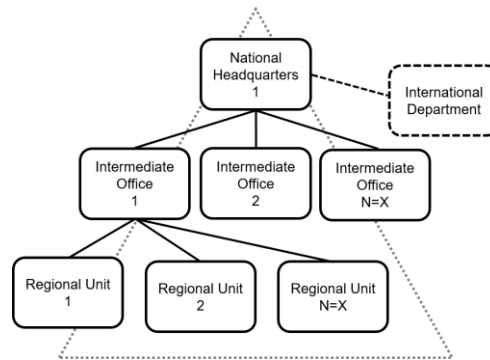 National
Headquarters
1
International
Department
Intermediate
Office
1
Intermediate
Office
2
Intermediate
Office
N=X
Regional Unit
1
Regional Unit
2
Regional Unit
N=X